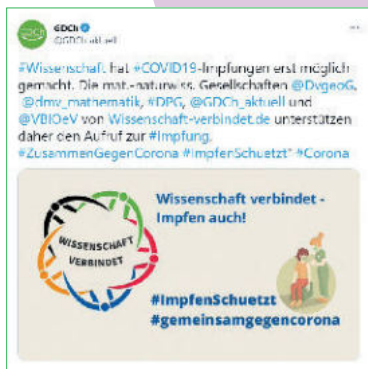 GDCh
@GDCh_aktuell
#Wissenschaft hat #COVID19-Impfungen erst möglich
gemacht. Die mat.-naturwiss. Gesellschaften @DvgeoG,
@dmv_mathematik, #DPG, @GDCh_aktuell und
@VBIOeV von Wissenschaft-verbindet.de unterstützen
daher den Aufruf zur #Impfung.
#ZusammenGegenCorona #ImpfenSchuetzt" #Corona
Wissenschaft verbindet -
Impfen auch!
WISSENSCHAFT
VERBINDET
#ImpfenSchuetzt
#gemeinsamgegencorona